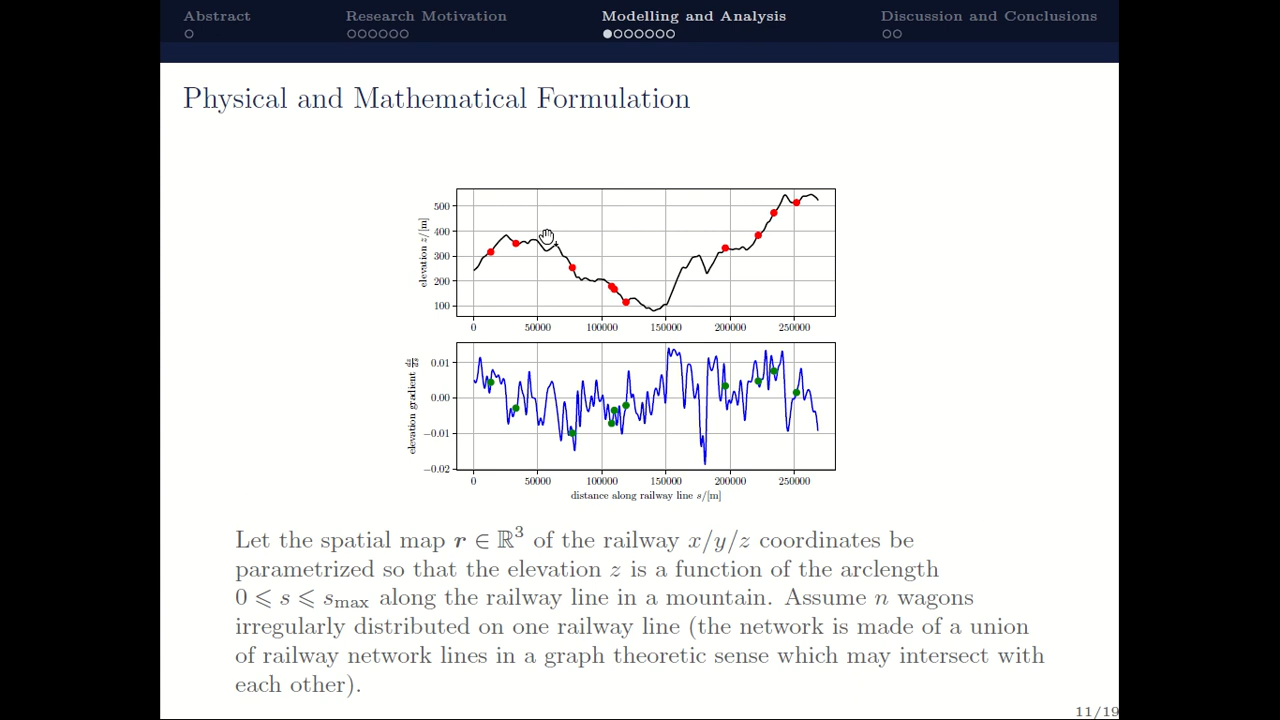 Abstract Research Motivation Modelling and Analysis Discussion and Conclusions
Physical and Mathematical Formulation
500
400
300
200
100
elevation z/[m]
0 50000 100000 150000 200000 250000
0.01
0.00
−0.01
−0.02
elevation gradient dz/ds
0 50000 100000 150000 200000 250000
distance along railway line s/[m]
Let the spatial map r ∈ ℝ³ of the railway x/y/z coordinates be
parametrized so that the elevation z is a function of the arclength
0 ⩽ s ⩽ smax along the railway line in a mountain. Assume n wagons
irregularly distributed on one railway line (the network is made of a union
of railway network lines in a graph theoretic sense which may intersect with
each other).
11/19